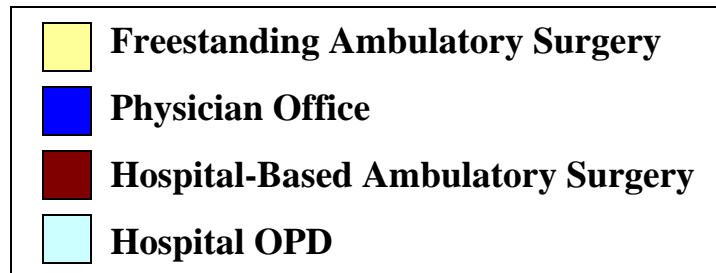 Freestanding Ambulatory Surgery
Physician Office
Hospital-Based Ambulatory Surgery
Hospital OPD